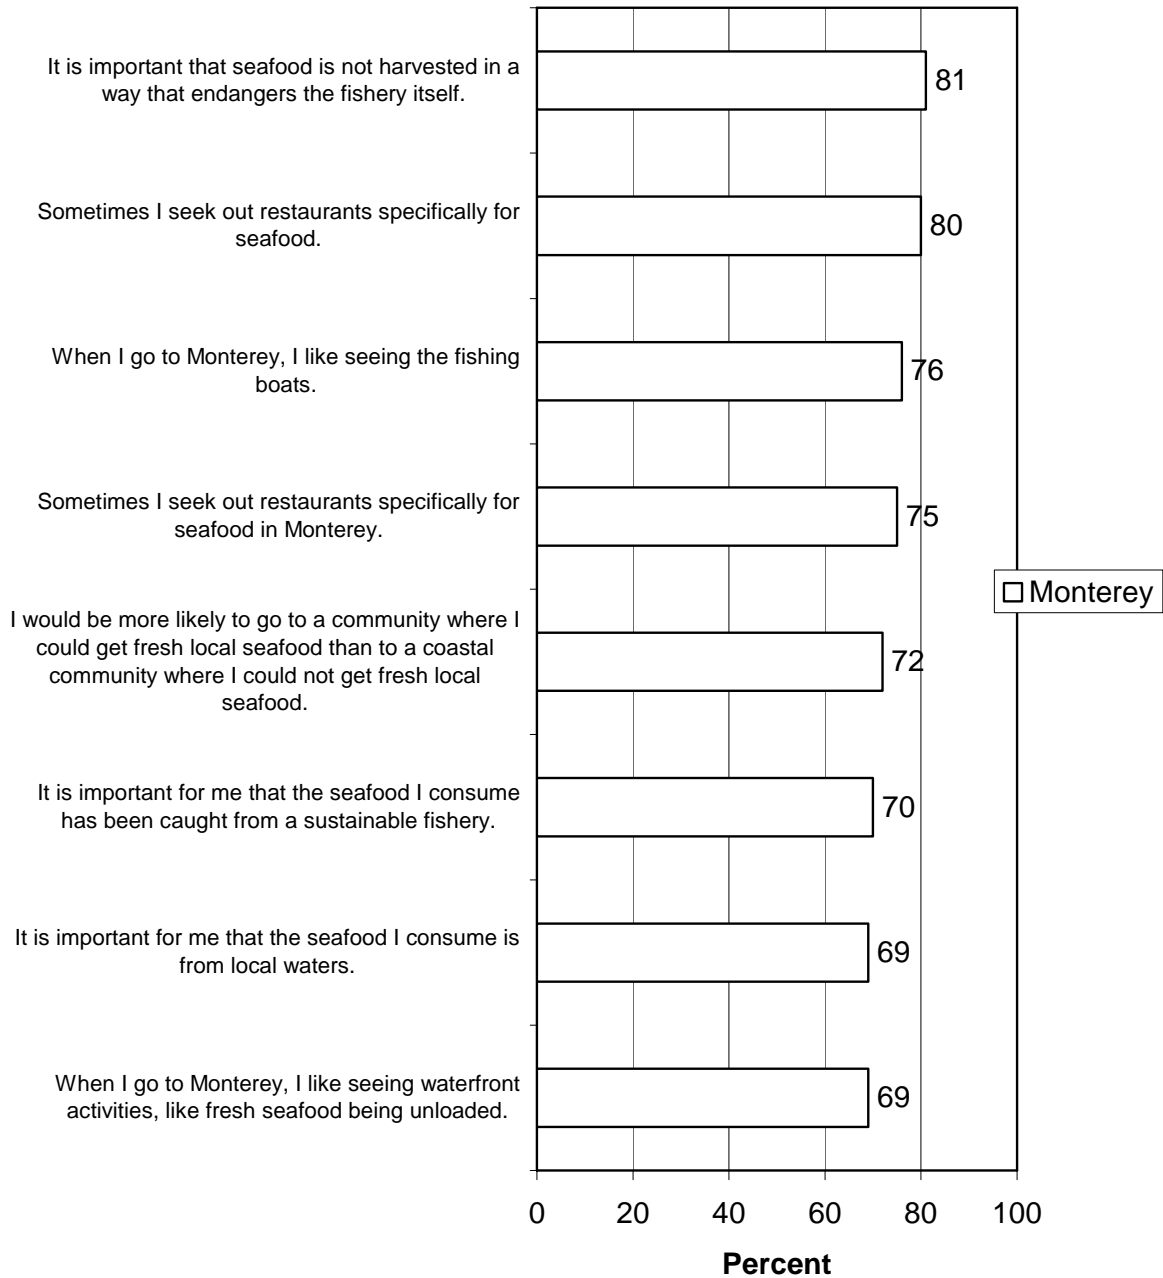 It is important that seafood is not harvested in a
way that endangers the fishery itself.
81
Sometimes I seek out restaurants specifically for
seafood.
80
When I go to Monterey, I like seeing the fishing
boats.
76
Sometimes I seek out restaurants specifically for
seafood in Monterey.
75
I would be more likely to go to a community where I
could get fresh local seafood than to a coastal
community where I could not get fresh local
seafood.
72
Monterey
It is important for me that the seafood I consume
has been caught from a sustainable fishery.
70
It is important for me that the seafood I consume is
from local waters.
69
When I go to Monterey, I like seeing waterfront
activities, like fresh seafood being unloaded.
69
0 20 40 60 80 100
Percent